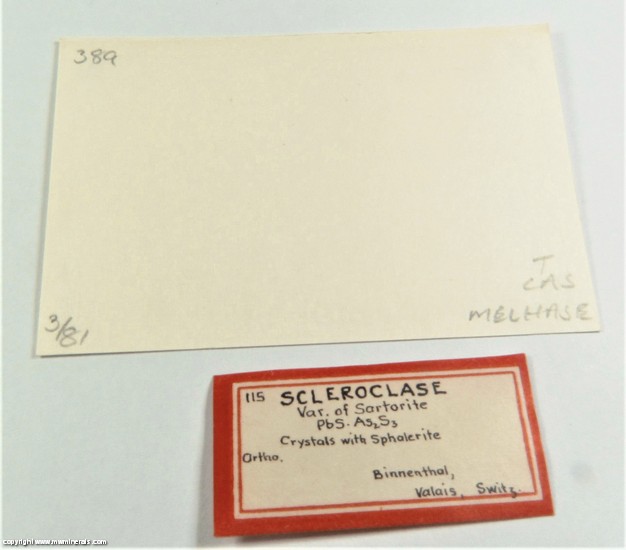 389
T
CAS
MELHASE
3/81
115 SCLEROCLASE
Var. of Sartorite
PbS·As₂S₃
Crystals with Sphalerite
Ortho.
Binnenthal,
Valais, Switz.
copyright www.mwminerals.com